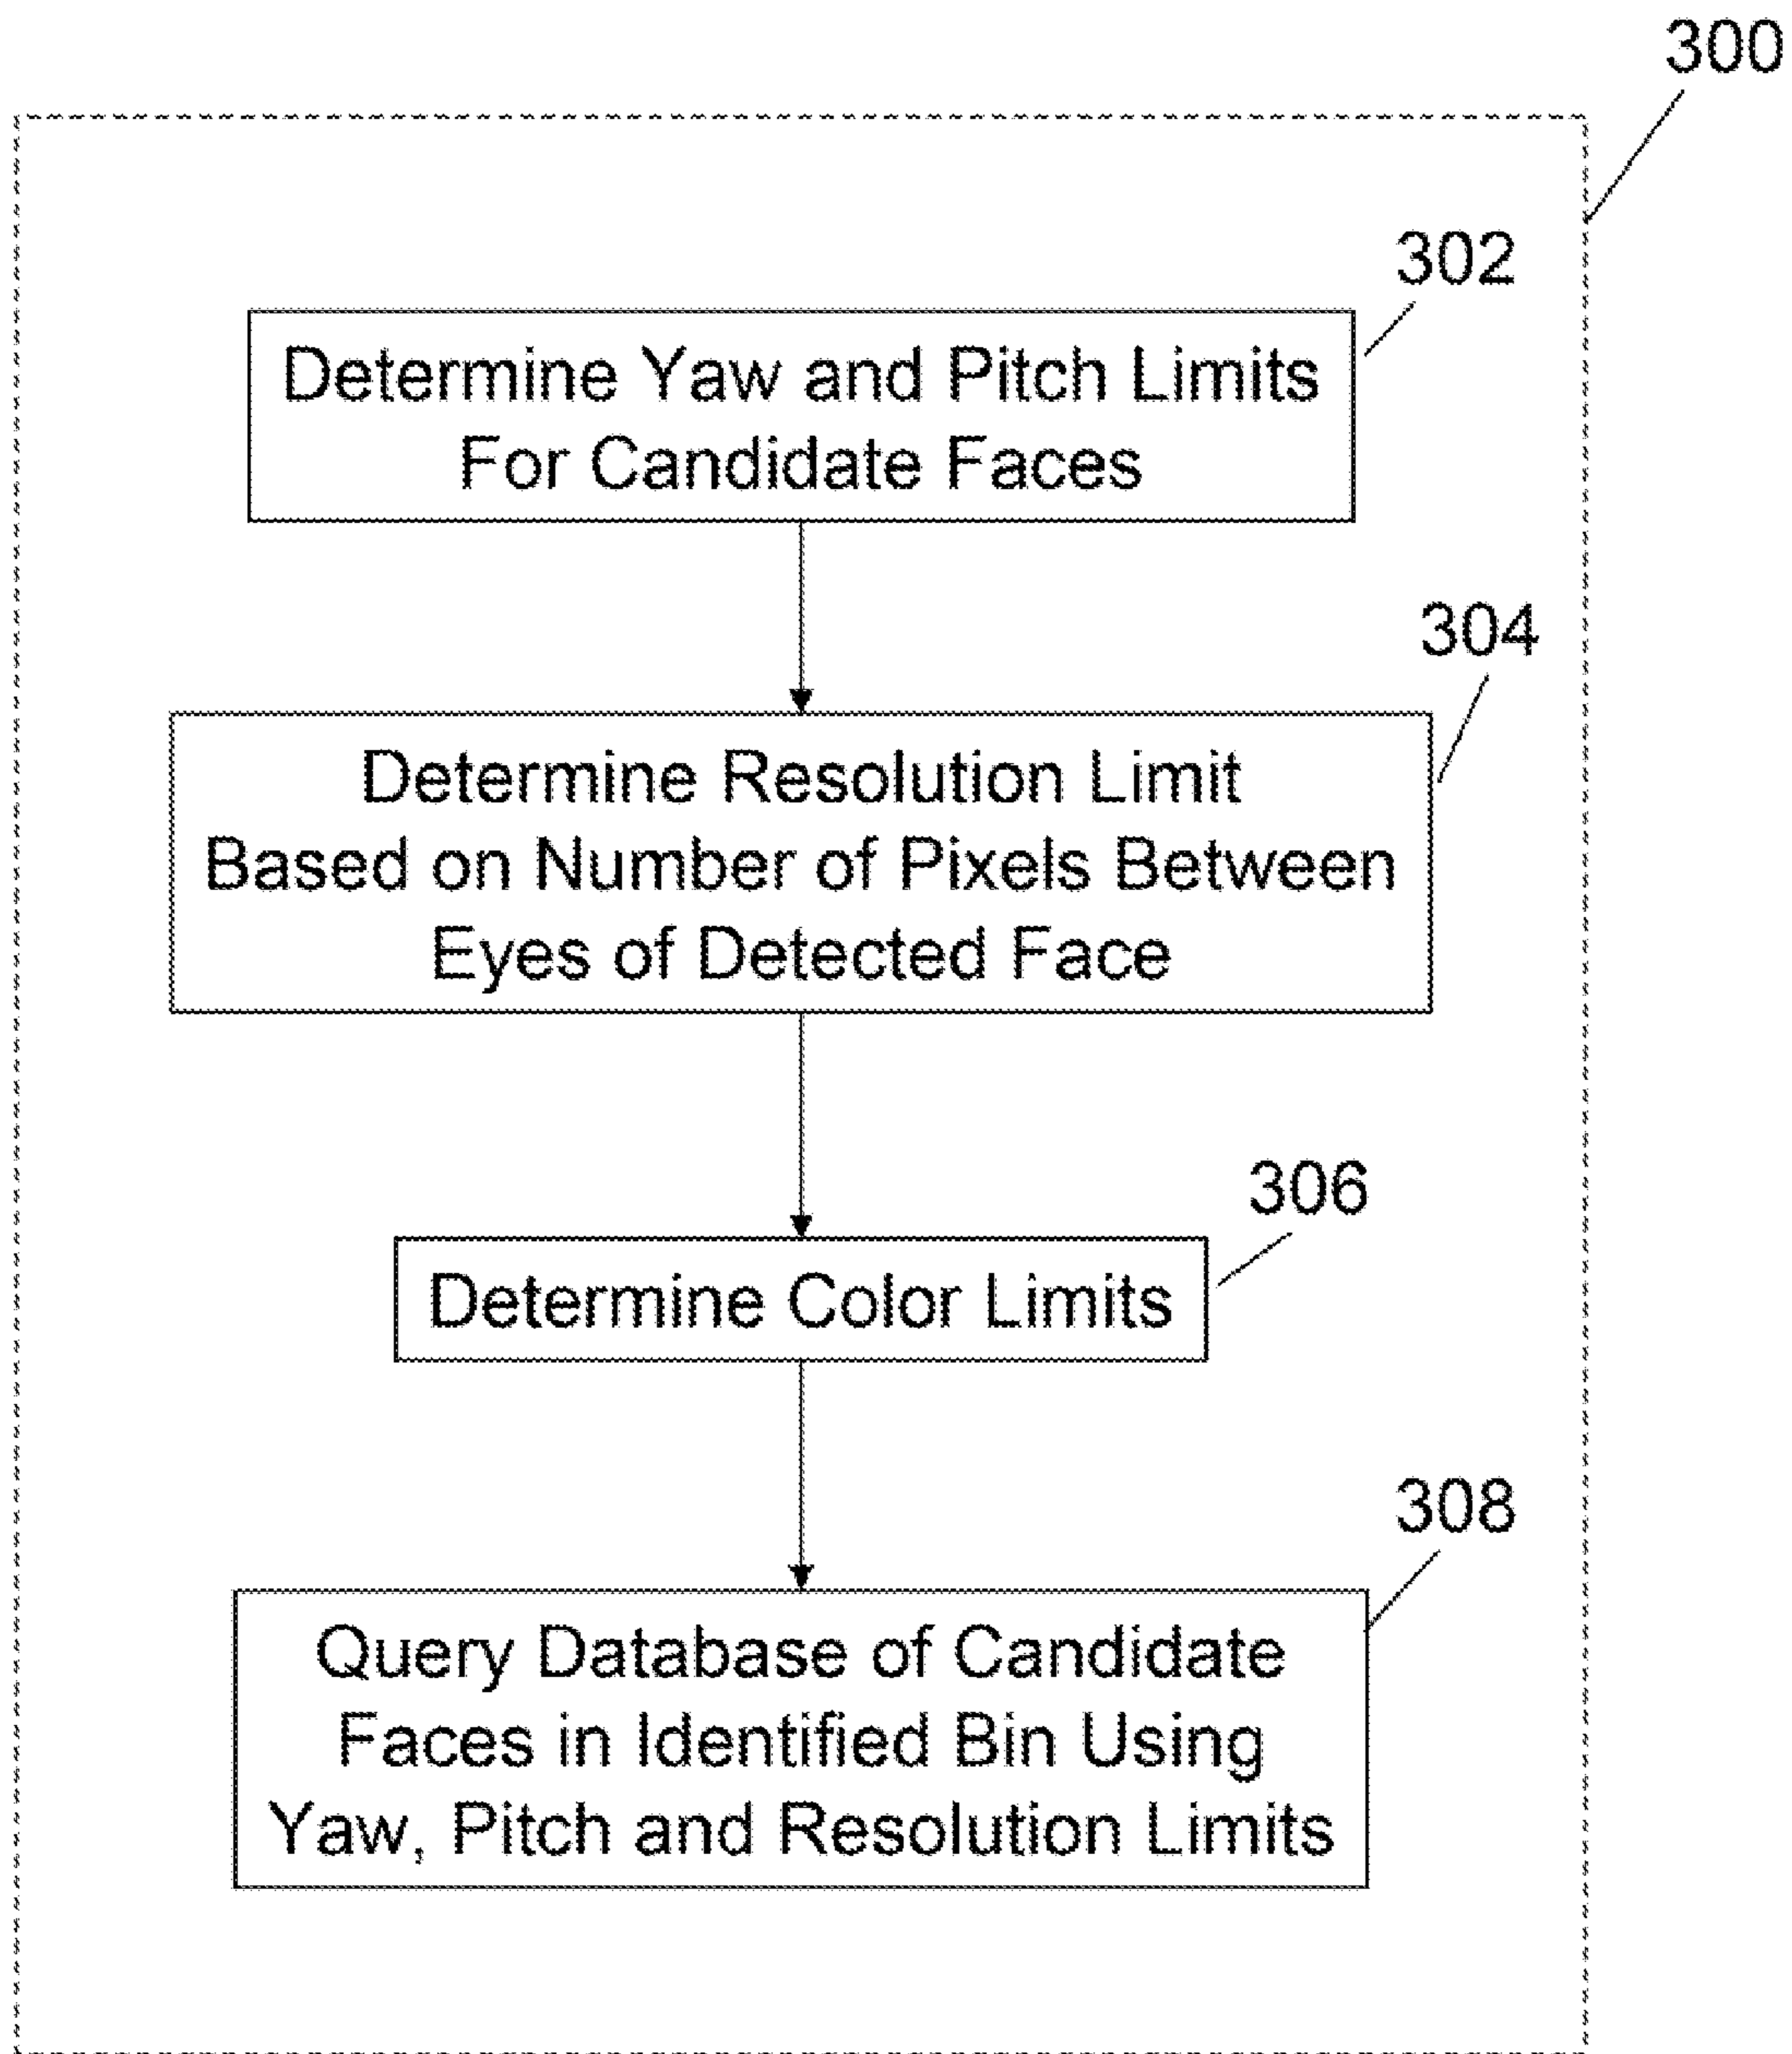 300
302
Determine Yaw and Pitch Limits
For Candidate Faces
304
Determine Resolution Limit
Based on Number of Pixels Between
Eyes of Detected Face
306
Determine Color Limits
308
Query Database of Candidate
Faces in Identified Bin Using
Yaw, Pitch and Resolution Limits